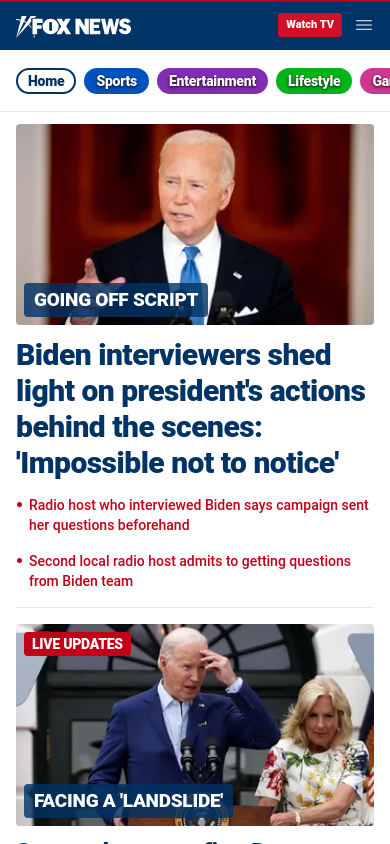 FOX NEWS
Watch TV
Home
Sports
Entertainment
Lifestyle
GOING OFF SCRIPT
Biden interviewers shed
light on president's actions
behind the scenes:
'Impossible not to notice'
• Radio host who interviewed Biden says campaign sent
her questions beforehand
• Second local radio host admits to getting questions
from Biden team
LIVE UPDATES
FACING A 'LANDSLIDE'